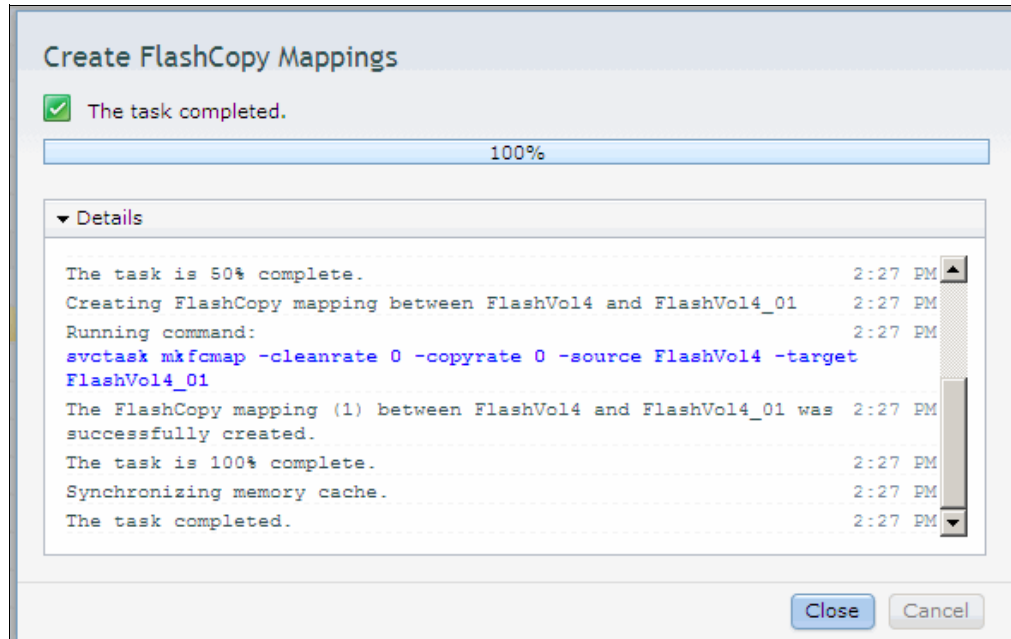 Create FlashCopy Mappings
The task completed.
100%
Details
The task is 50% complete. 2:27 PM
Creating FlashCopy mapping between FlashVol4 and FlashVol4_01 2:27 PM
Running command: 2:27 PM
svctask mkfcmap -cleanrate 0 -copyrate 0 -source FlashVol4 -target
FlashVol4_01
The FlashCopy mapping (1) between FlashVol4 and FlashVol4_01 was 2:27 PM
successfully created.
The task is 100% complete. 2:27 PM
Synchronizing memory cache. 2:27 PM
The task completed. 2:27 PM
Close Cancel